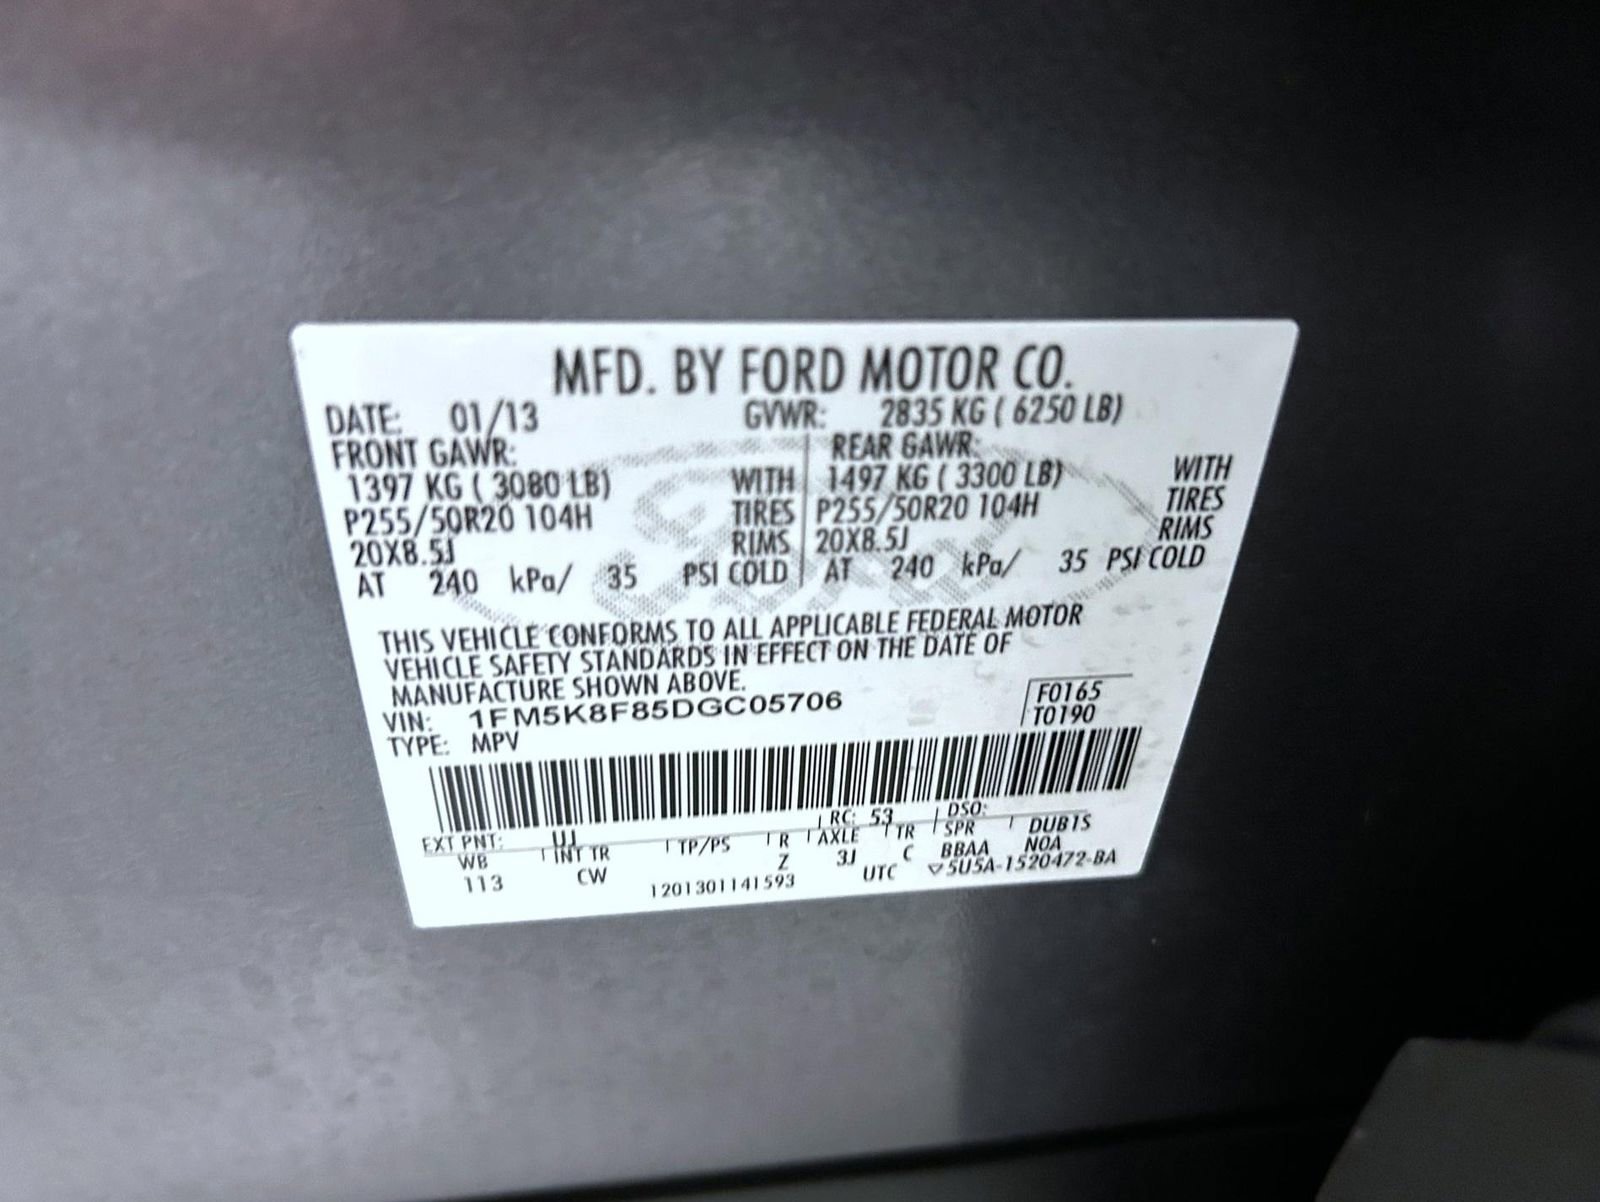 MFD. BY FORD MOTOR CO.
DATE: 01/13 GVWR: 2835 KG ( 6250 LB)
FRONT GAWR: REAR GAWR:
1397 KG ( 3080 LB) WITH 1497 KG ( 3300 LB) WITH
P255/50R20 104H TIRES P255/50R20 104H TIRES
20X8.5J RIMS 20X8.5J RIMS
AT 240 kPa/ 35 PSI COLD AT 240 kPa/ 35 PSI COLD
THIS VEHICLE CONFORMS TO ALL APPLICABLE FEDERAL MOTOR
VEHICLE SAFETY STANDARDS IN EFFECT ON THE DATE OF
MANUFACTURE SHOWN ABOVE.
VIN: 1FM5K8F85DGC05706 F0165
TYPE: MPV T0190
EXT PNT: UJ RC: 53 DSO:
WB INT TR TP/PS R AXLE TR SPR DUB1S
113 CW Z 3J C BBAA NOA
1201301141593 UTC ▽5U5A-1520472-BA